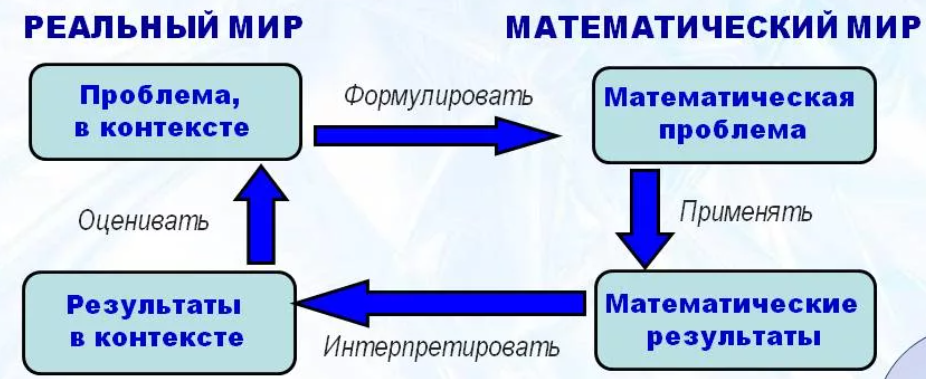 РЕАЛЬНЫЙ МИР
МАТЕМАТИЧЕСКИЙ МИР
Проблема,
в контексте
Формулировать
Математическая
проблема
Оценивать
Применять
Результаты
в контексте
Интерпретировать
Математические
результаты